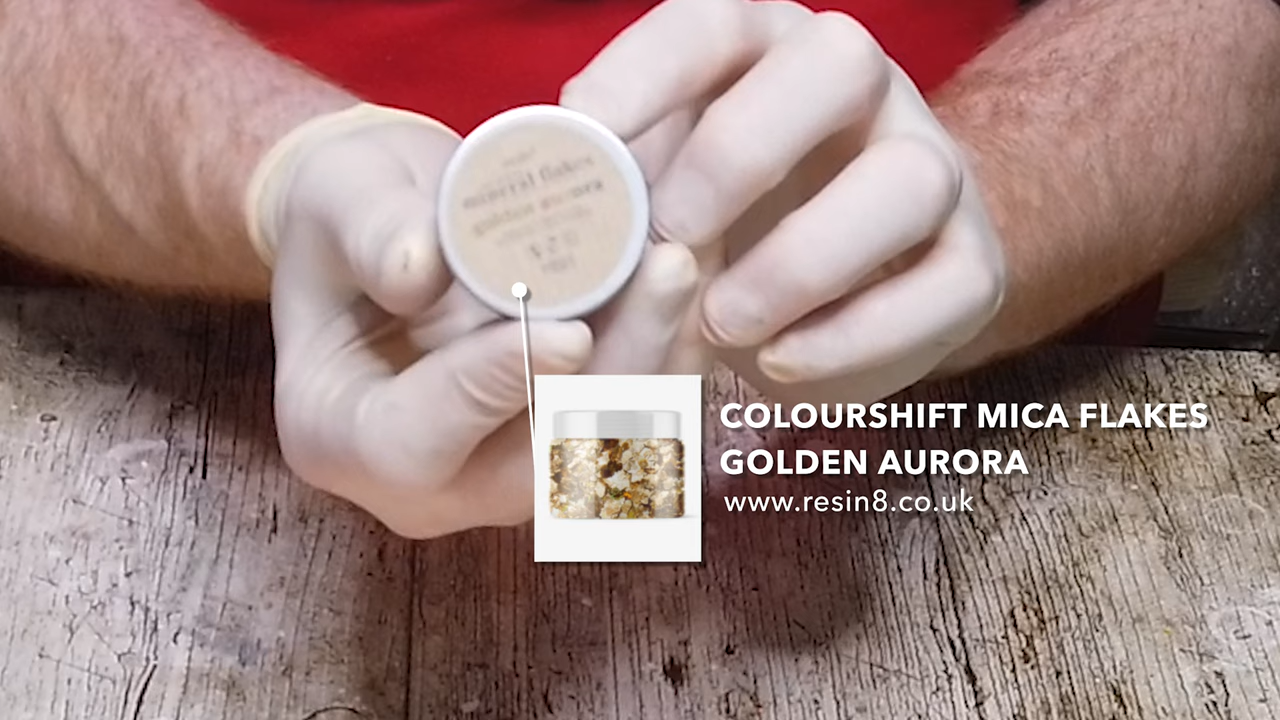 mineral flakes
golden aurora
COLOURSHIFT MICA FLAKES
GOLDEN AURORA
www.resin8.co.uk